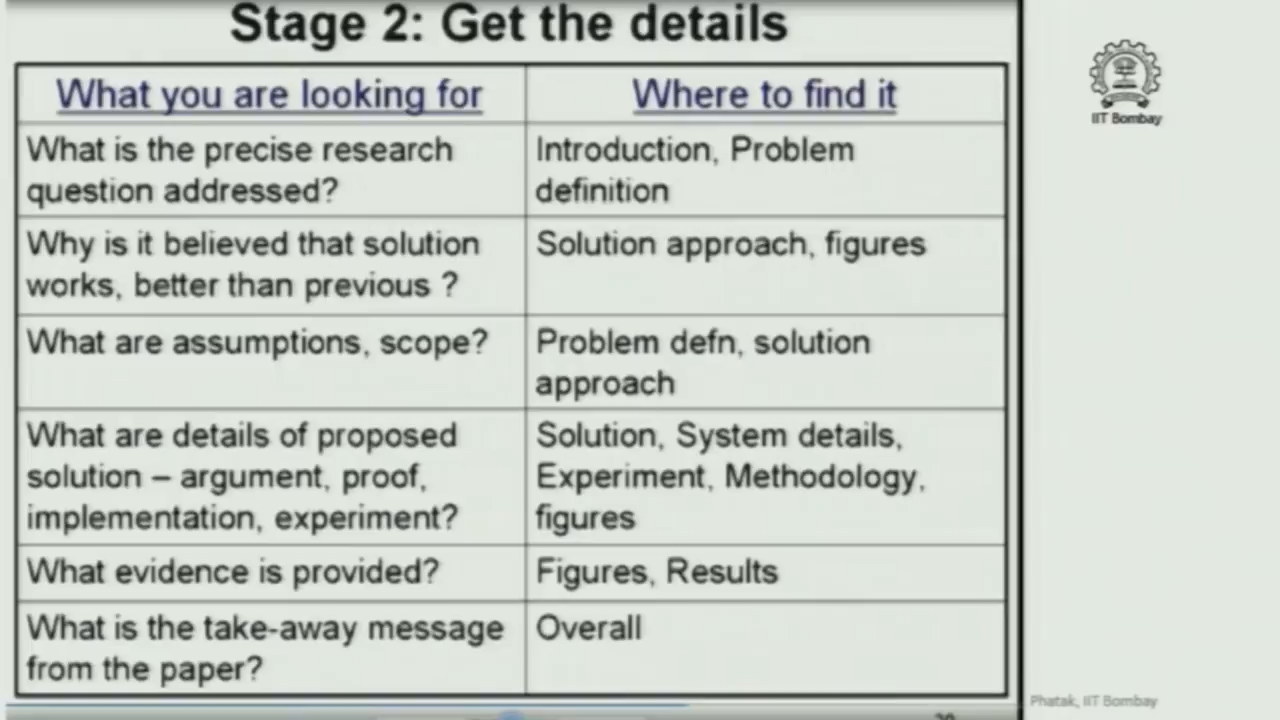 Stage 2: Get the details
What you are looking for
Where to find it
What is the precise research
question addressed?
Introduction, Problem
definition
Why is it believed that solution
works, better than previous ?
Solution approach, figures
What are assumptions, scope?
Problem defn, solution
approach
What are details of proposed
solution – argument, proof,
implementation, experiment?
Solution, System details,
Experiment, Methodology,
figures
What evidence is provided?
Figures, Results
What is the take-away message
from the paper?
Overall
IIT Bombay
Phatak, IIT Bombay